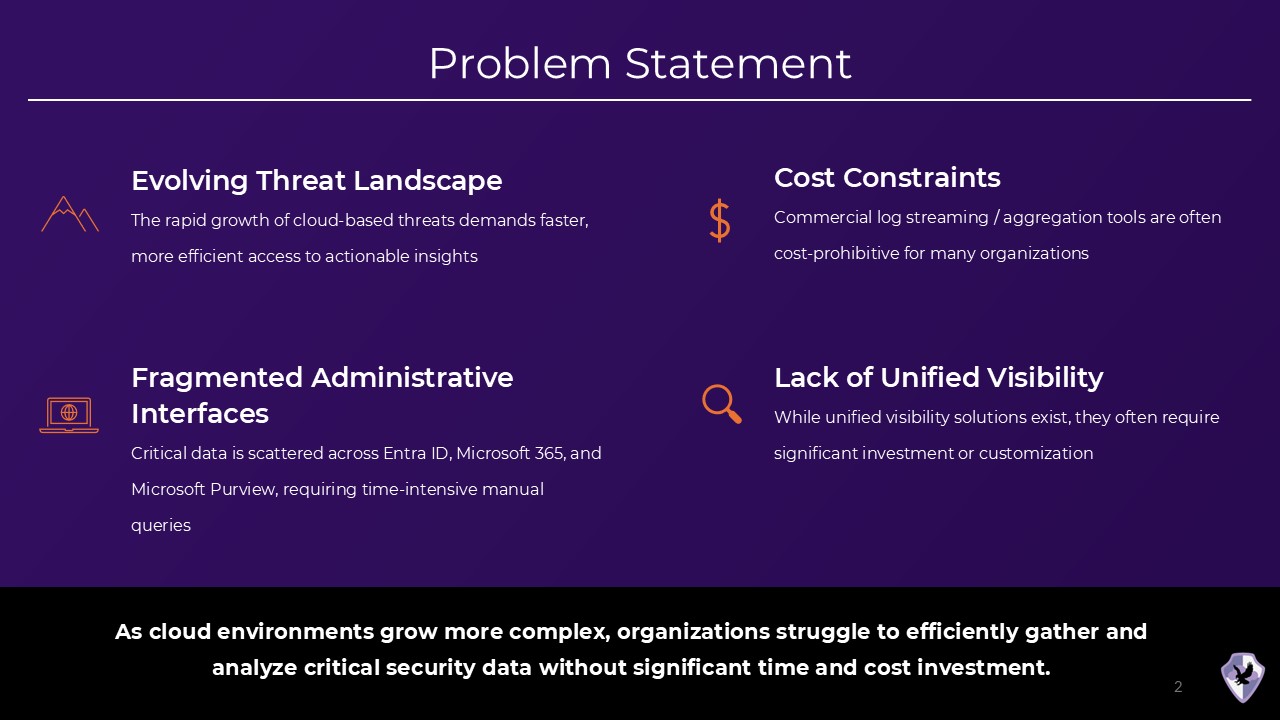 Problem Statement
Evolving Threat Landscape
The rapid growth of cloud-based threats demands faster,
more efficient access to actionable insights
Cost Constraints
Commercial log streaming / aggregation tools are often
cost-prohibitive for many organizations
Fragmented Administrative
Interfaces
Critical data is scattered across Entra ID, Microsoft 365, and
Microsoft Purview, requiring time-intensive manual
queries
Lack of Unified Visibility
While unified visibility solutions exist, they often require
significant investment or customization
As cloud environments grow more complex, organizations struggle to efficiently gather and
analyze critical security data without significant time and cost investment.
2